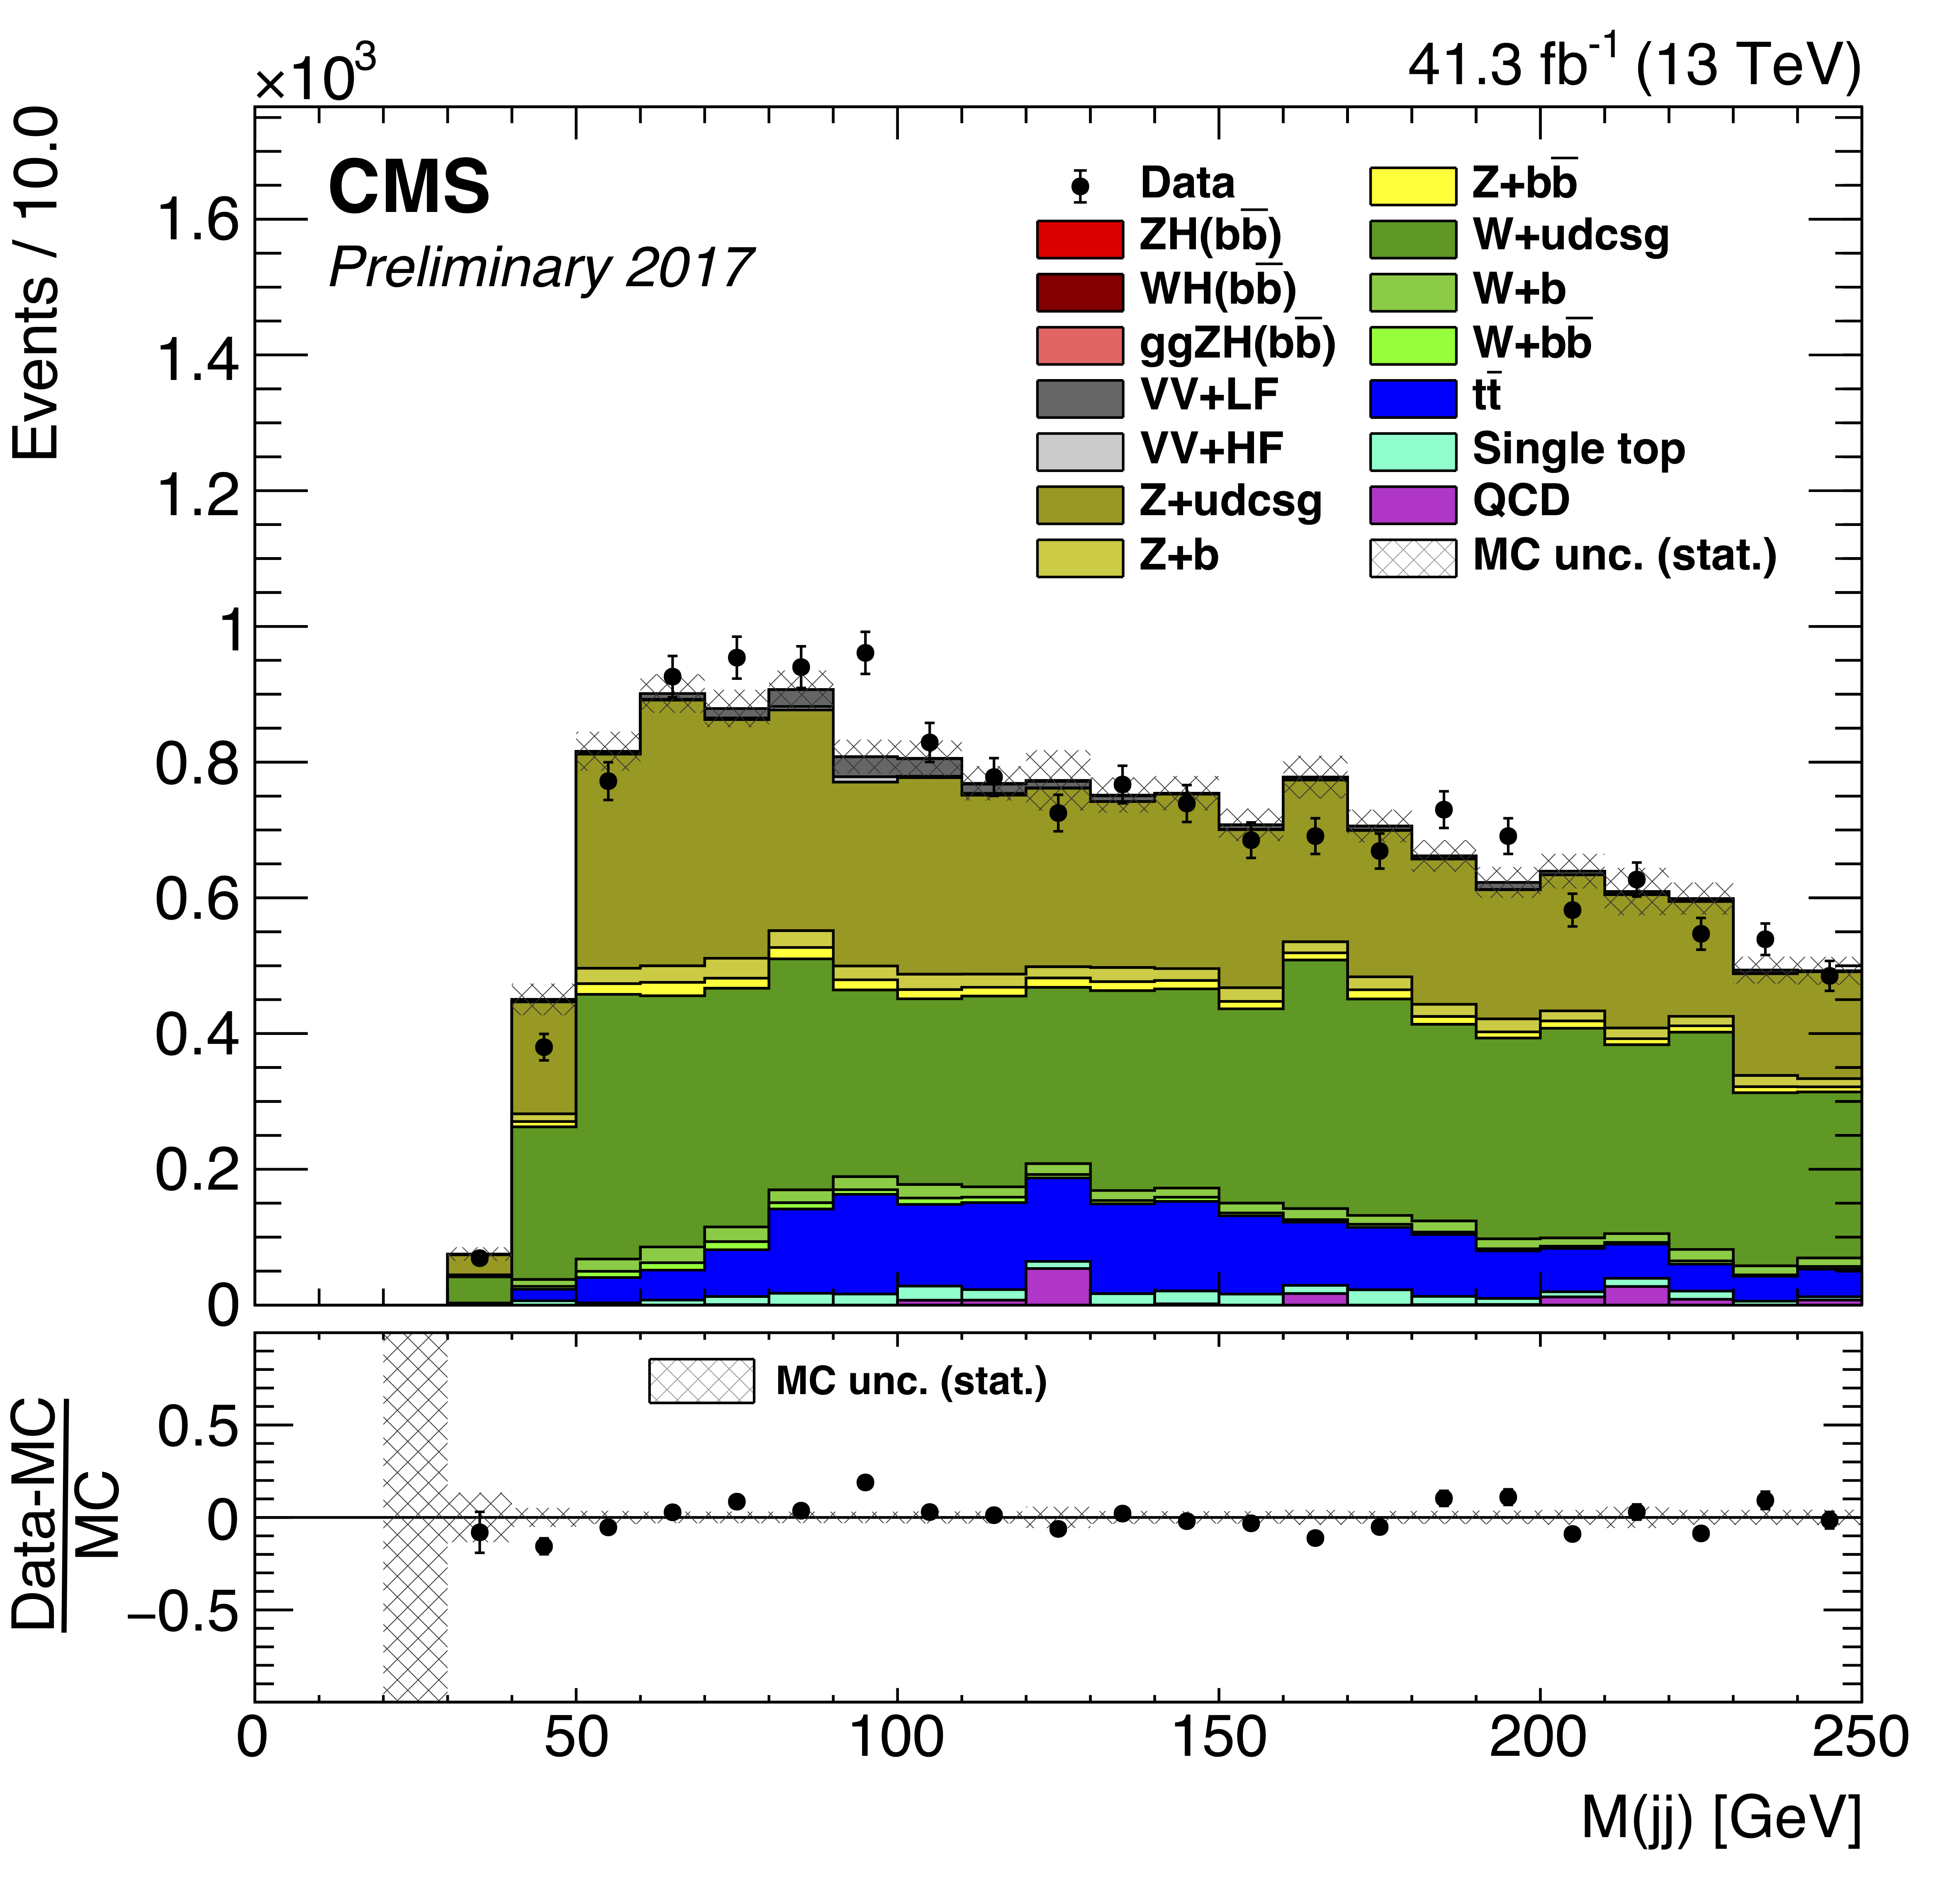 ×10³
41.3 fb⁻¹ (13 TeV)
Events / 10.0
CMS
Preliminary 2017
Data
ZH(bb̅)
WH(bb̅)
ggZH(bb̅)
VV+LF
VV+HF
Z+udcsg
Z+b
Z+bb̅
W+udcsg
W+b
W+bb̅
tt̅
Single top
QCD
MC unc. (stat.)
1.6
1.4
1.2
1
0.8
0.6
0.4
0.2
0
MC unc. (stat.)
Data-MC
MC
0.5
0
−0.5
0 50 100 150 200 250
M(jj) [GeV]